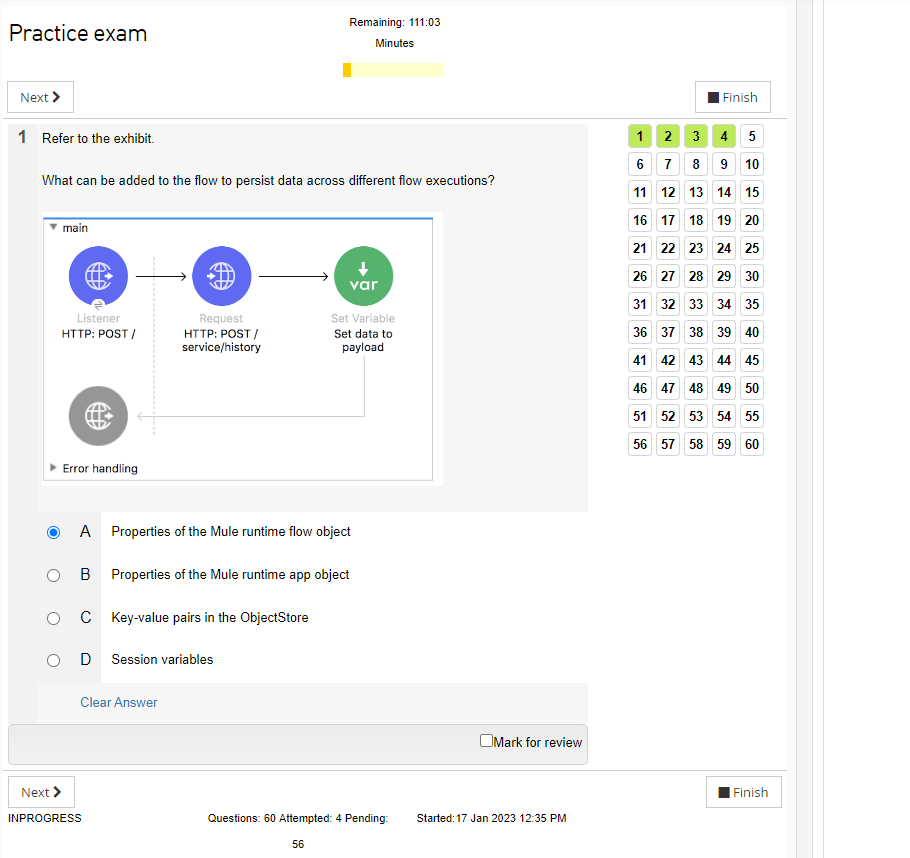 Practice exam
Remaining: 111:03
Minutes
Next
Finish
1 Refer to the exhibit.
What can be added to the flow to persist data across different flow executions?
main
var
Listener
HTTP: POST /
Request
HTTP: POST /
service/history
Set Variable
Set data to
payload
Error handling
A Properties of the Mule runtime flow object
B Properties of the Mule runtime app object
C Key-value pairs in the ObjectStore
D Session variables
Clear Answer
Mark for review
1 2 3 4 5
6 7 8 9 10
11 12 13 14 15
16 17 18 19 20
21 22 23 24 25
26 27 28 29 30
31 32 33 34 35
36 37 38 39 40
41 42 43 44 45
46 47 48 49 50
51 52 53 54 55
56 57 58 59 60
Next
Finish
INPROGRESS
Questions: 60 Attempted: 4 Pending:
56
Started:17 Jan 2023 12:35 PM